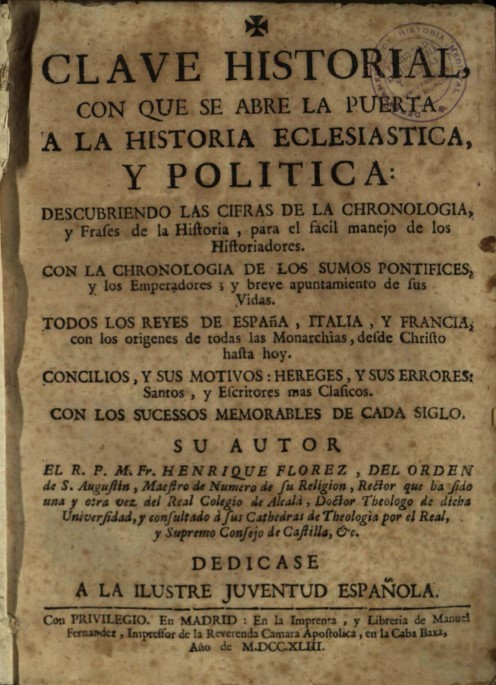 CLAVE HISTORIAL,
CON QUE SE ABRE LA PUERTA
A LA HISTORIA ECLESIASTICA,
Y POLITICA:
DESCUBRIENDO LAS CIFRAS DE LA CHRONOLOGIA,
y Fraſes de la Hiſtoria, para el facil manejo de los
Hiſtoriadores.
CON LA CHRONOLOGIA DE LOS SUMOS PONTIFICES,
y los Emperadores; y breve apuntamiento de ſus
Vidas.
TODOS LOS REYES DE ESPAñA, ITALIA, Y FRANCIA,
con los origenes de todas las Monarchias, deſde Chriſto
haſta hoy.
CONCILIOS, Y SUS MOTIVOS: HEREGES, Y SUS ERRORES:
Santos, y Eſcritores mas Claſicos.
CON LOS SUCESSOS MEMORABLES DE CADA SIGLO.
SU AUTOR
EL R. P. M. Fr. HENRIQUE FLOREZ, DEL ORDEN
de S. Auguſtin, Maeſtro de Numero de ſu Religion, Rector que ha ſido
una y otra vez del Real Colegio de Alcalá, Doctor Theologo de dicha
Univerſidad, y conſultado á ſus Cathedras de Theologia por el Real,
y Supremo Conſejo de Caſtilla, &c.
DEDICASE
A LA ILUSTRE JUVENTUD ESPAÑOLA.
Con PRIVILEGIO. En MADRID: En la Imprenta, y Libreria de Manuel
Fernandez, Impreſſor de la Reverenda Camara Apoſtolica, en la Caba Baxa,
Año de M.DCC.XLIII.